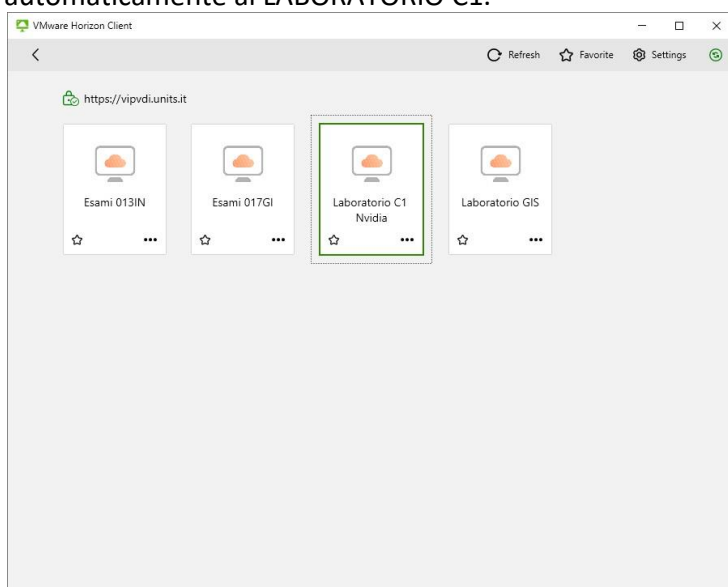 automaticamente al LABORATORIO C1.
VMware Horizon Client
Refresh Favorite Settings
https://vipvdi.units.it
Esami 013IN
Esami 017GI
Laboratorio C1
Nvidia
Laboratorio GIS